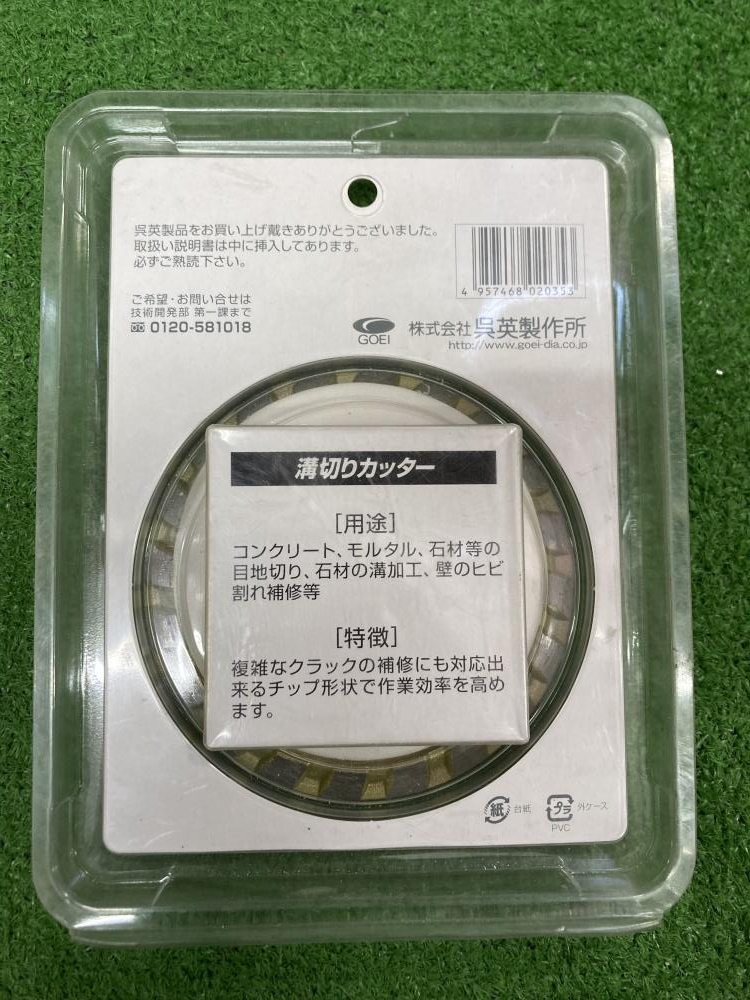 呉英製品をお買い上げ戴きありがとうございました。
取扱い説明書は中に挿入してあります。
必ずご熟読下さい。
4 957468 020353
ご希望・お問い合せは
技術開発部 第一課まで
0120-581018
GOEI
株式会社 呉英製作所
http://www.goei-dia.co.jp
溝切りカッター
[用途]
コンクリート、モルタル、石材等の
目地切り、石材の溝加工、壁のヒビ
割れ補修等
[特徴]
複雑なクラックの補修にも対応出
来るチップ形状で作業効率を高め
ます。
紙 台紙
プラ 外ケース
PVC